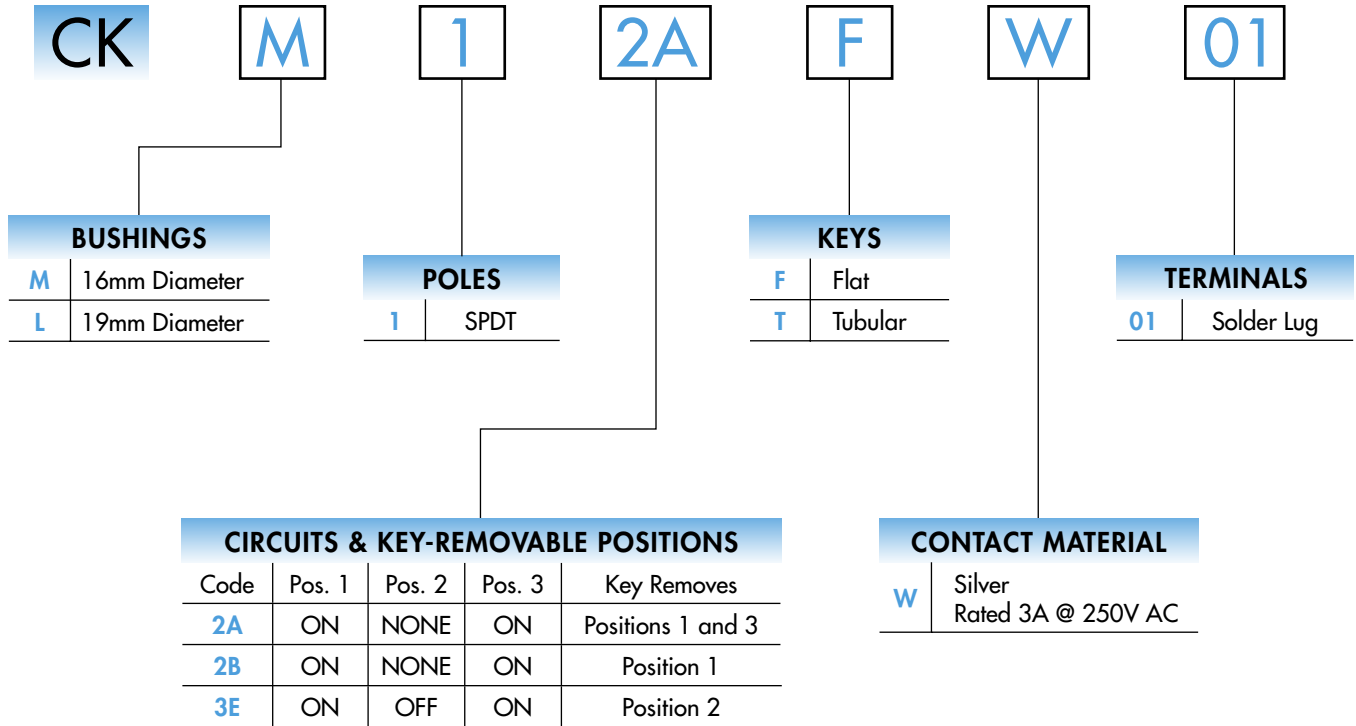 CK M 1 2A F W 01
BUSHINGS
M 16mm Diameter
L 19mm Diameter
POLES
1 SPDT
KEYS
F Flat
T Tubular
TERMINALS
01 Solder Lug
CIRCUITS & KEY-REMOVABLE POSITIONS
Code Pos. 1 Pos. 2 Pos. 3 Key Removes
2A ON NONE ON Positions 1 and 3
2B ON NONE ON Position 1
3E ON OFF ON Position 2
CONTACT MATERIAL
W Silver
Rated 3A @ 250V AC